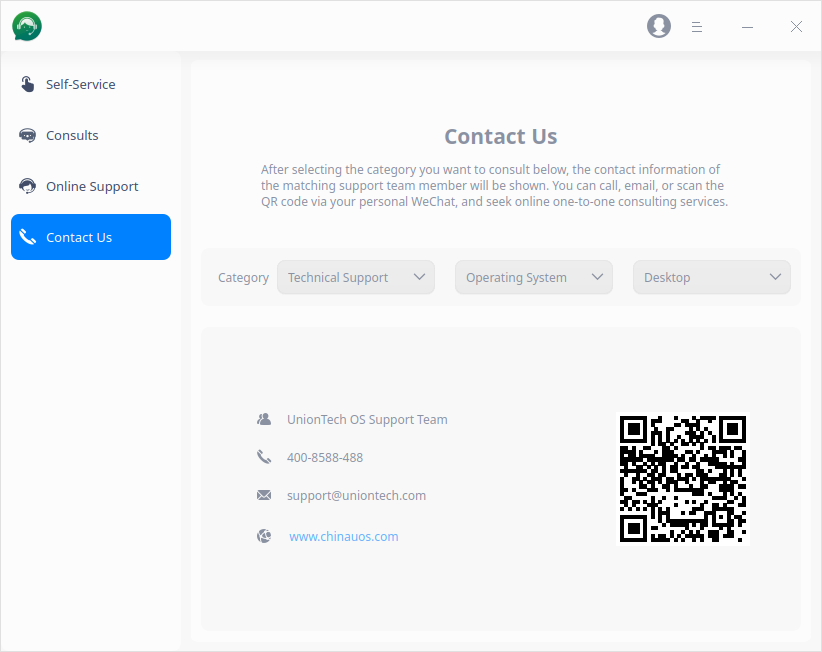 Self-Service
Consults
Online Support
Contact Us
Contact Us
After selecting the category you want to consult below, the contact information of
the matching support team member will be shown. You can call, email, or scan the
QR code via your personal WeChat, and seek online one-to-one consulting services.
Category Technical Support Operating System Desktop
UnionTech OS Support Team
400-8588-488
support@uniontech.com
www.chinauos.com